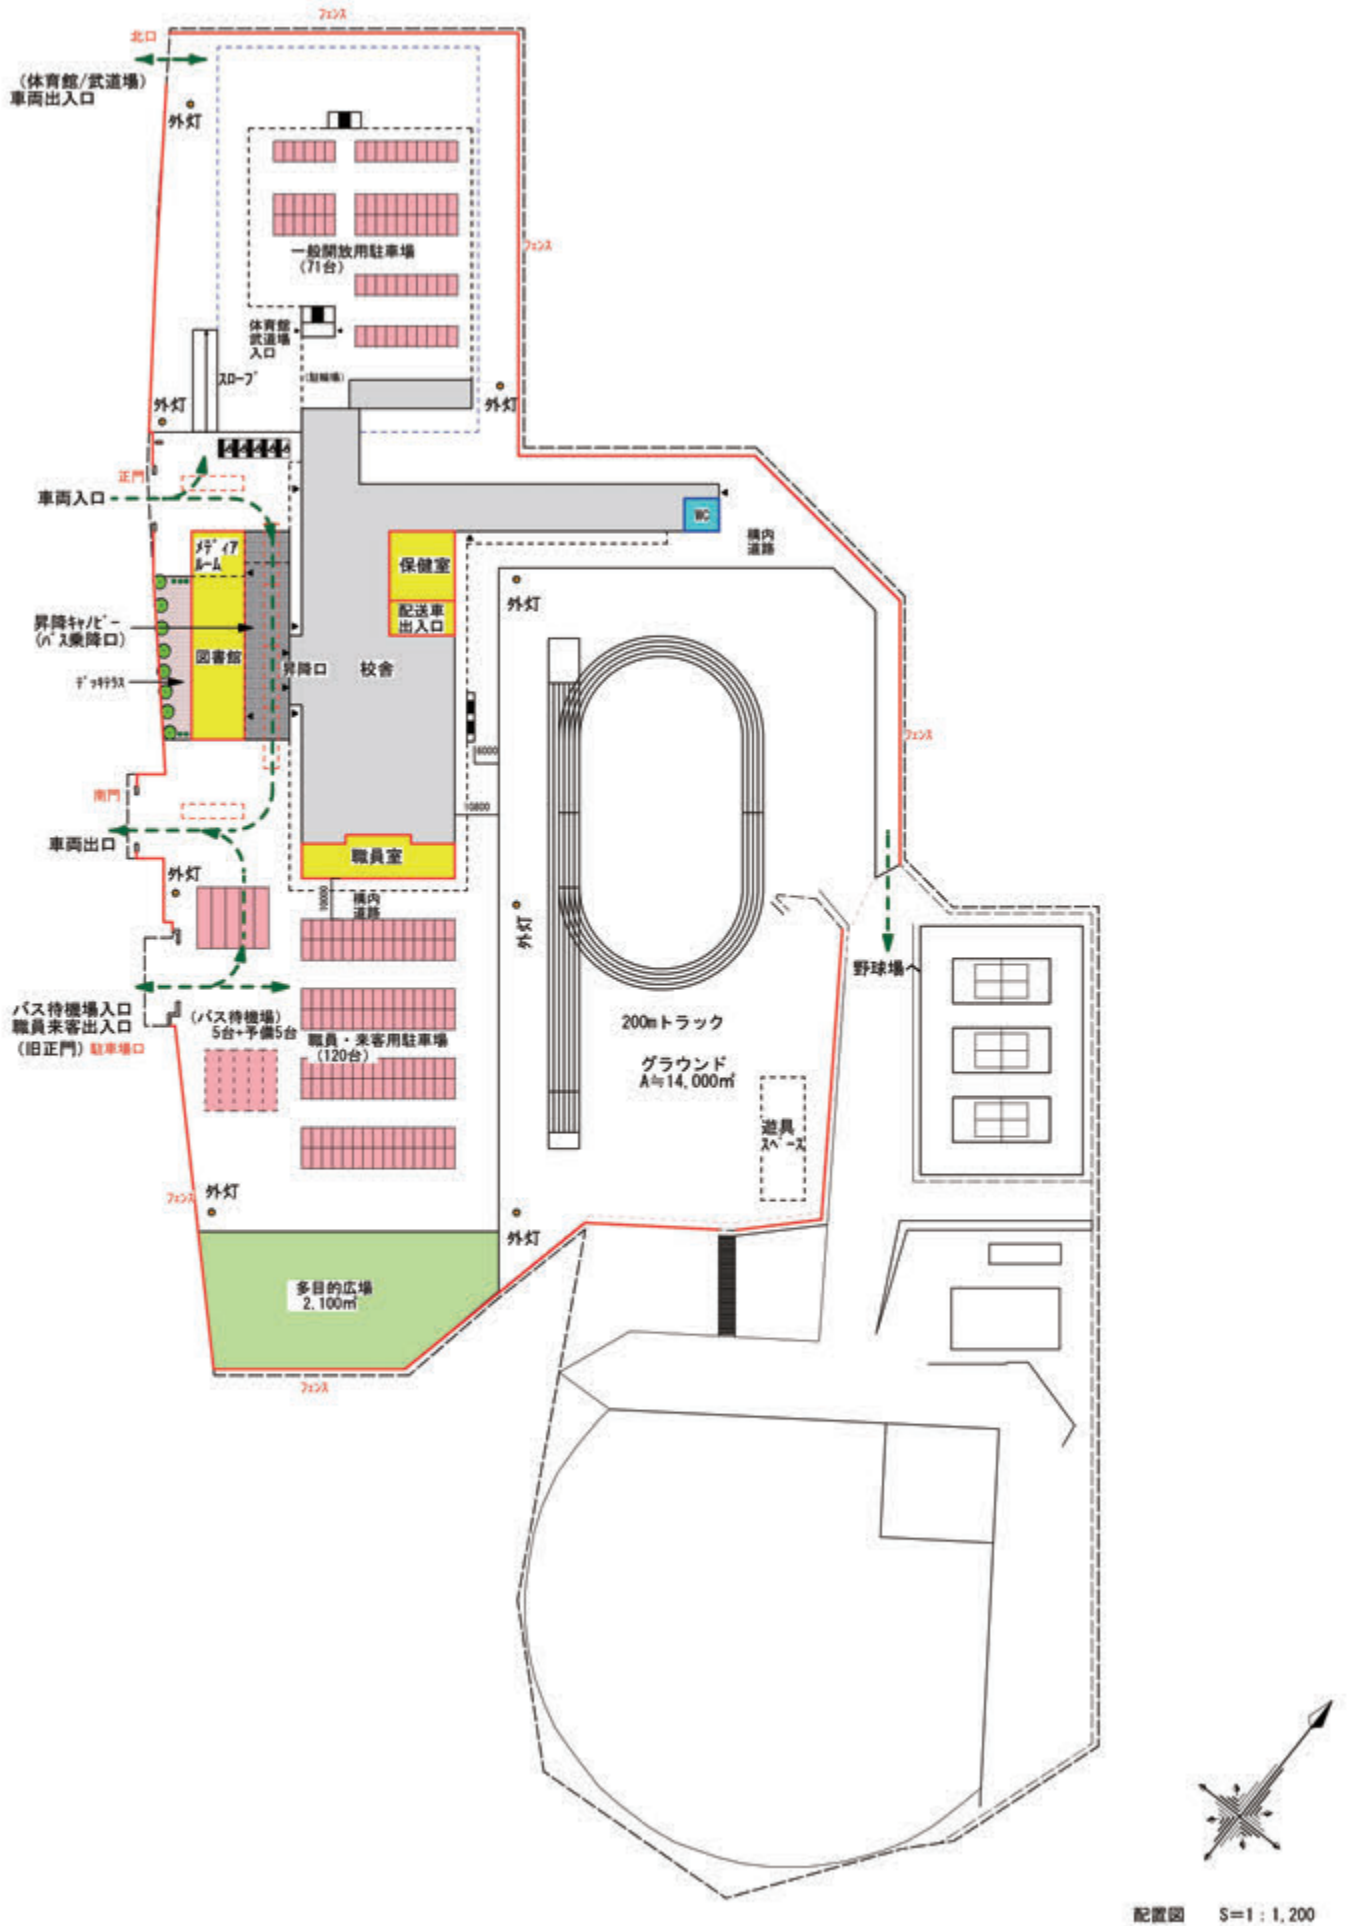 フェンス
北口
(体育館/武道場)
車両出入口
外灯
フェンス
一般開放用駐車場
(71台)
体育館
武道場
入口
スロープ
(駐輪場)
外灯
外灯
正門
車両入口
WC
構内
道路
メディア
ルーム
保健室
配送車
出入口
外灯
昇降キャノピー
(バス乗降口)
図書館
昇降口
校舎
デッキテラス
フェンス
6000
南門
10800
車両出口
職員室
外灯
10000
構内
道路
外灯
野球場へ
バス待機場入口
職員来客出入口
(旧正門)
駐車場口
(バス待機場)
5台+予備5台
職員・来客用駐車場
(120台)
200mトラック
グラウンド
A≒14,000㎡
遊具
スペース
フェンス
外灯
外灯
多目的広場
2,100㎡
フェンス
配置図 S=1:1,200